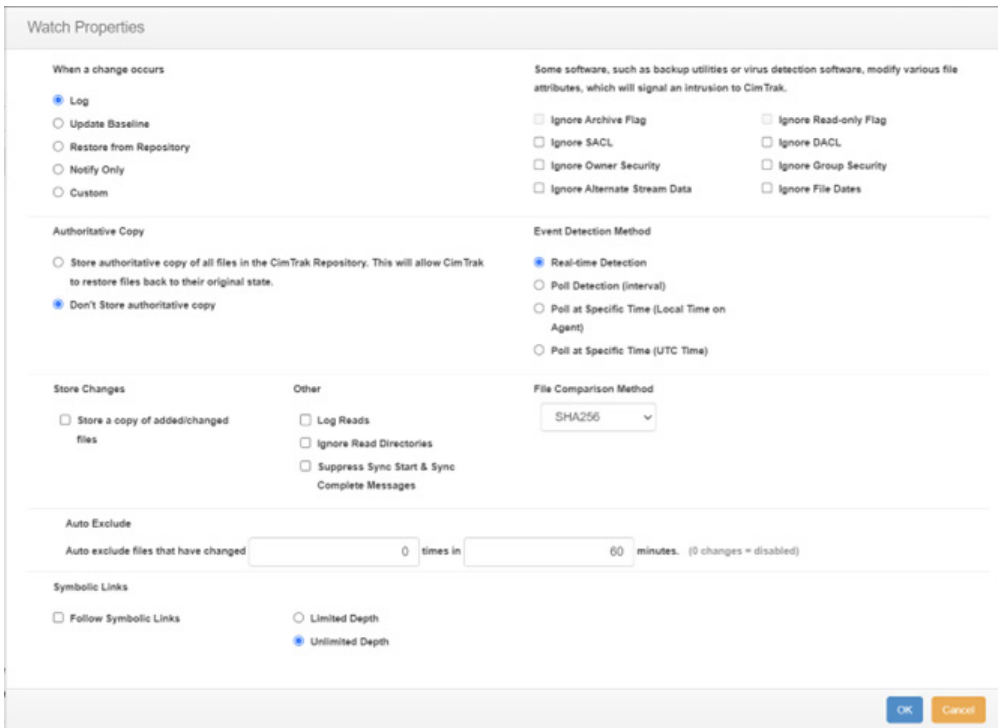 Watch Properties
When a change occurs
Log
Update Baseline
Restore from Repository
Notify Only
Custom
Some software, such as backup utilities or virus detection software, modify various file
attributes, which will signal an intrusion to CimTrak.
Ignore Archive Flag
Ignore Read-only Flag
Ignore SACL
Ignore DACL
Ignore Owner Security
Ignore Group Security
Ignore Alternate Stream Data
Ignore File Dates
Authoritative Copy
Store authoritative copy of all files in the CimTrak Repository. This will allow CimTrak
to restore files back to their original state.
Don't Store authoritative copy
Event Detection Method
Real-time Detection
Poll Detection (interval)
Poll at Specific Time (Local Time on
Agent)
Poll at Specific Time (UTC Time)
Store Changes
Store a copy of added/changed
files
Other
Log Reads
Ignore Read Directories
Suppress Sync Start & Sync
Complete Messages
File Comparison Method
SHA256
Auto Exclude
Auto exclude files that have changed 0 times in 60 minutes. (0 changes = disabled)
Symbolic Links
Follow Symbolic Links
Limited Depth
Unlimited Depth
OK
Cancel